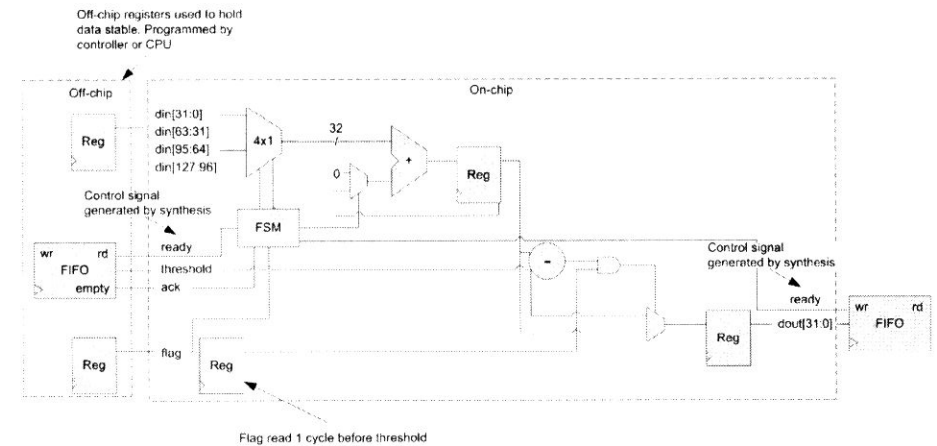 Off-chip registers used to hold
data stable. Programmed by
controller or CPU
Off-chip
On-chip
din[31:0]
din[63:31]
din[95:64]
din[127:96]
Reg
4x1
32
+
0
Reg
Control signal
generated by synthesis
FSM
ready
wr rd
FIFO
empty
threshold
ack
-
Control signal
generated by synthesis
ready
wr rd
FIFO
dout[31:0]
Reg
Reg
flag
Reg
Flag read 1 cycle before threshold